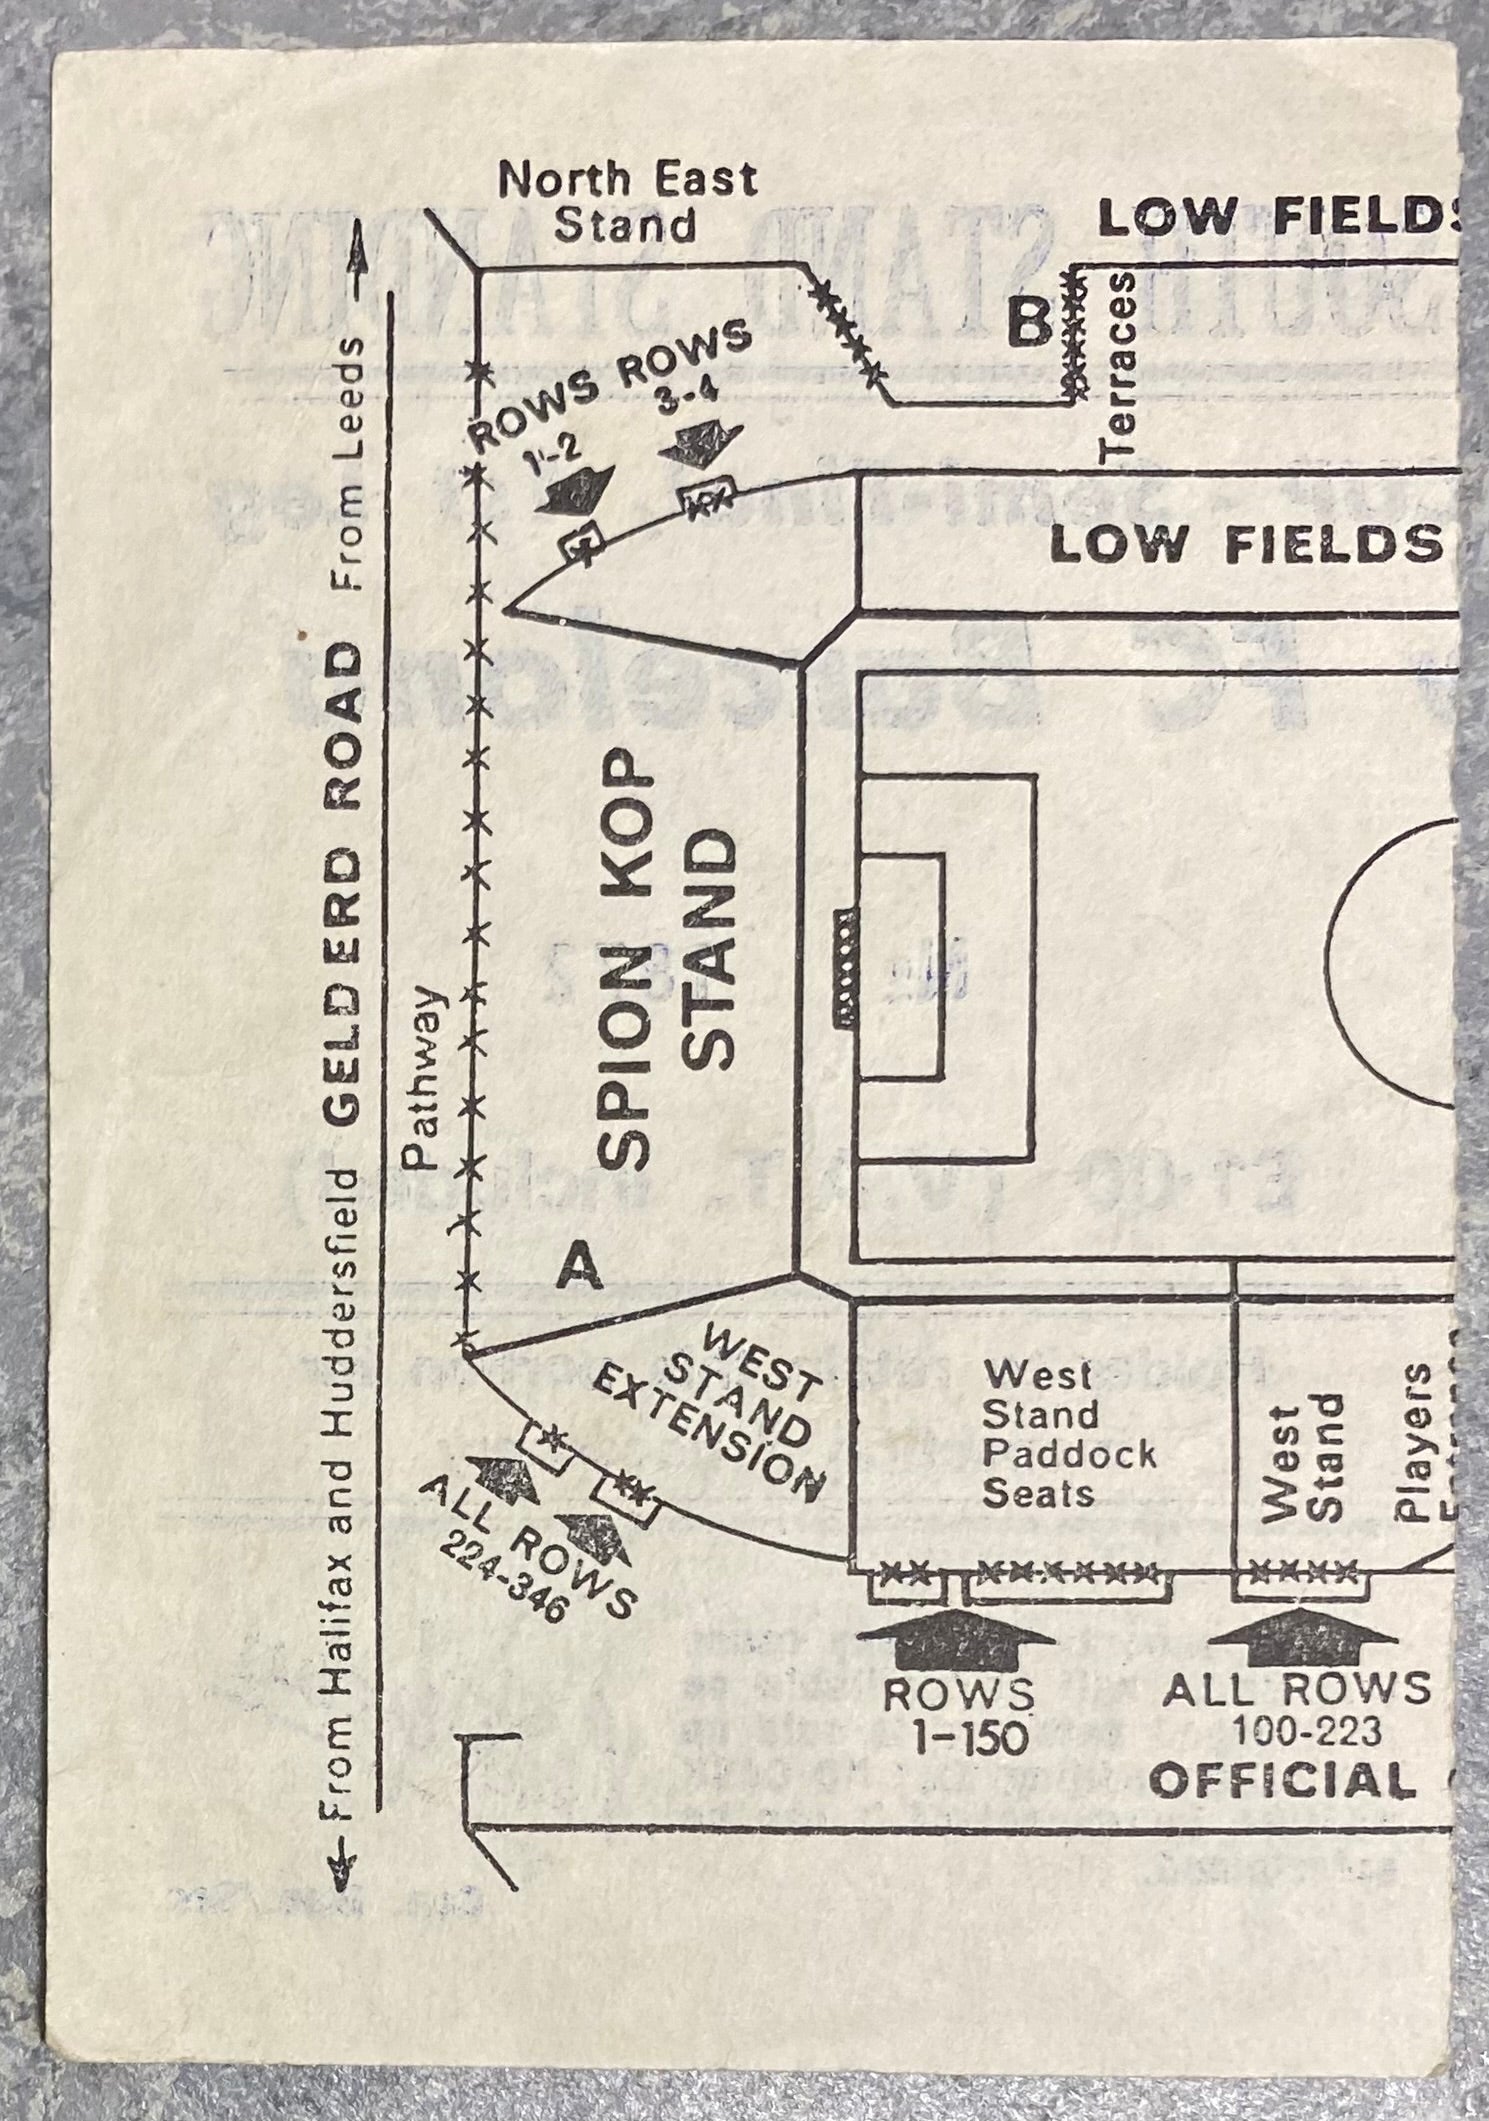 North East
Stand
LOW FIELDS
B
Terraces
ROWS
1-2
ROWS
3-4
LOW FIELDS
From Leeds
GELDERD ROAD
From Halifax and Huddersfield
Pathway
SPION KOP
STAND
A
WEST
STAND
EXTENSION
West
Stand
Paddock
Seats
West
Stand
Players
ALL ROWS
224-346
ROWS
1-150
ALL ROWS
100-223
OFFICIAL